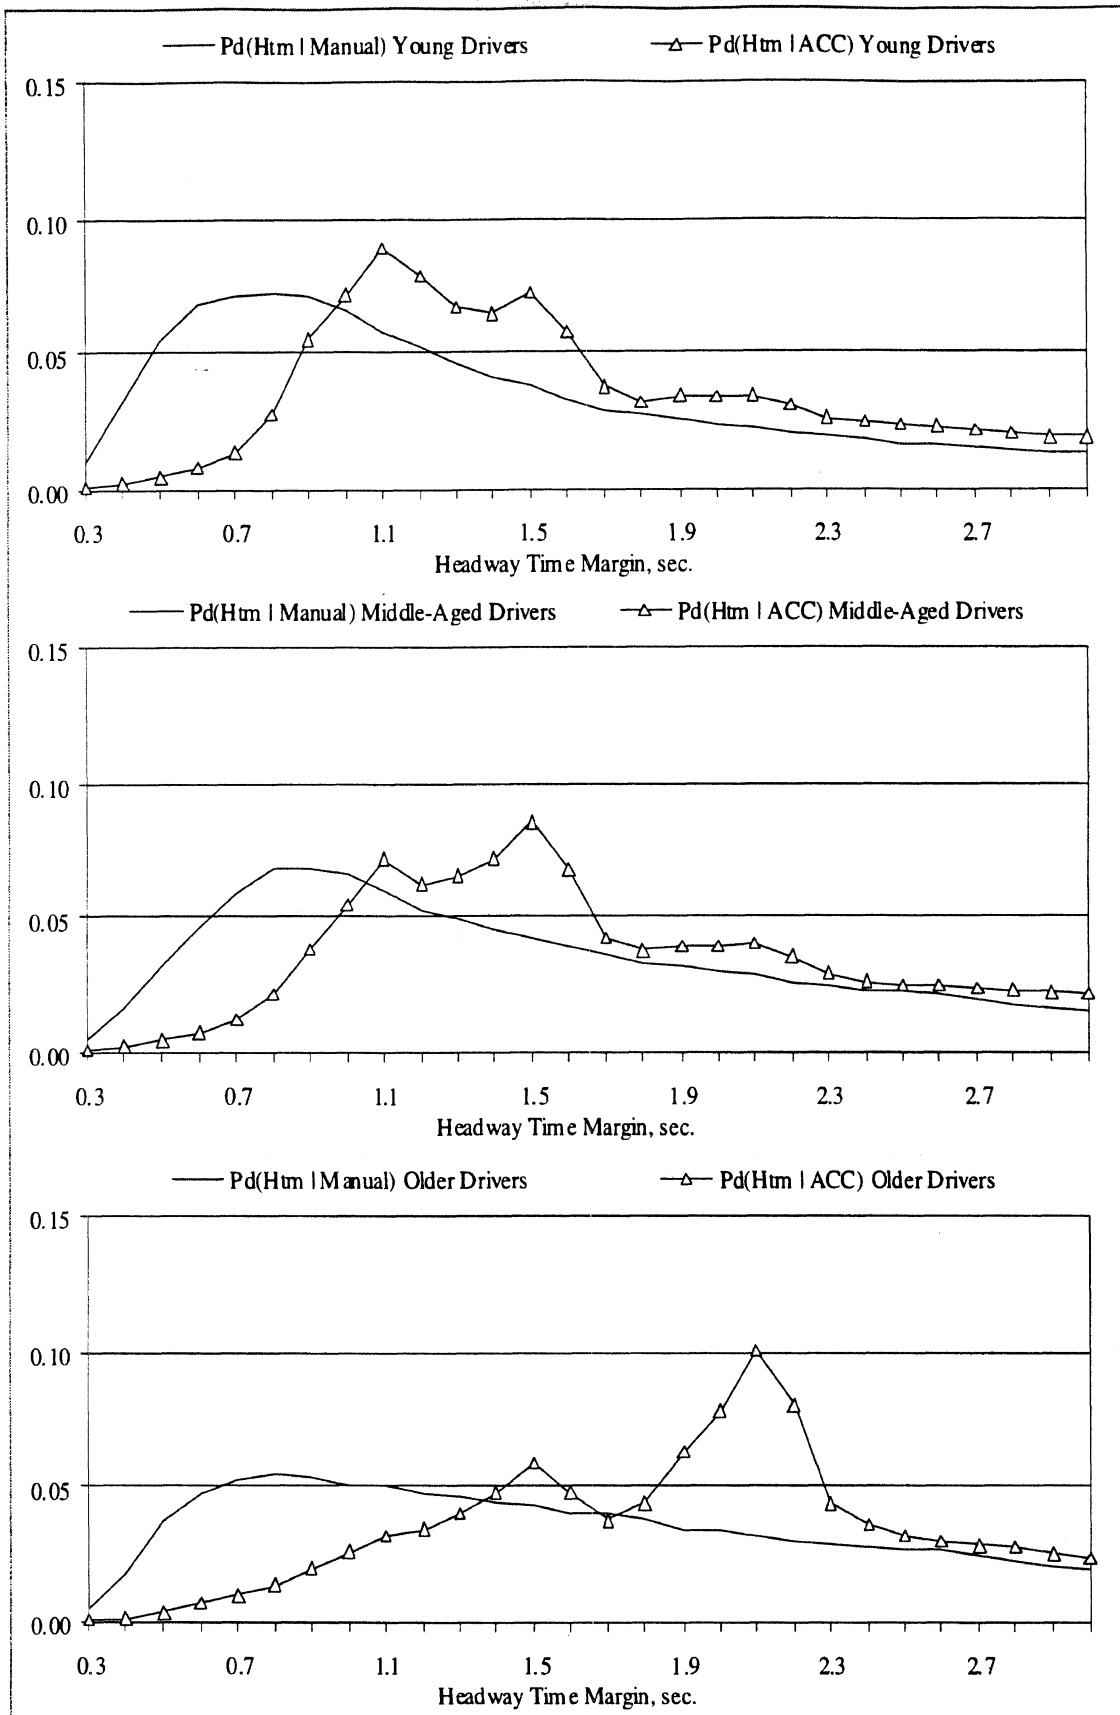 Pd(Htm | Manual) Young Drivers Pd(Htm | ACC) Young Drivers
0.15
0.10
0.05
0.00
0.3 0.7 1.1 1.5 1.9 2.3 2.7
Headway Time Margin, sec.
Pd(Htm | Manual) Middle-Aged Drivers Pd(Htm | ACC) Middle-Aged Drivers
0.15
0.10
0.05
0.00
0.3 0.7 1.1 1.5 1.9 2.3 2.7
Headway Time Margin, sec.
Pd(Htm | Manual) Older Drivers Pd(Htm | ACC) Older Drivers
0.15
0.10
0.05
0.00
0.3 0.7 1.1 1.5 1.9 2.3 2.7
Headway Time Margin, sec.